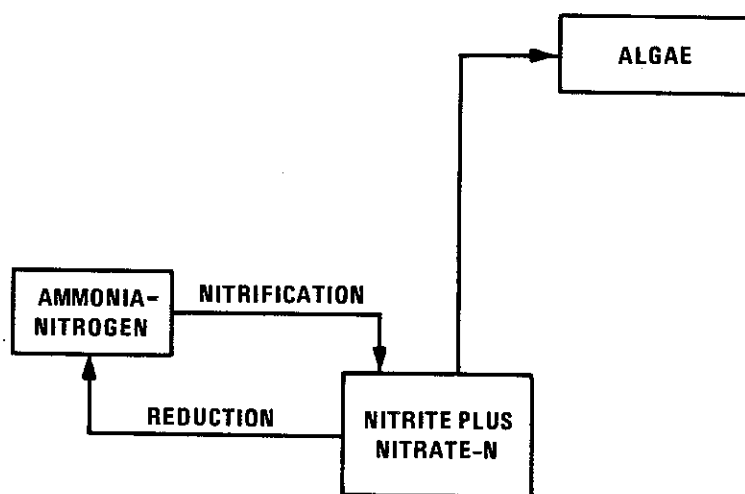 ALGAE
AMMONIA-
NITROGEN
NITRIFICATION
REDUCTION
NITRITE PLUS
NITRATE-N